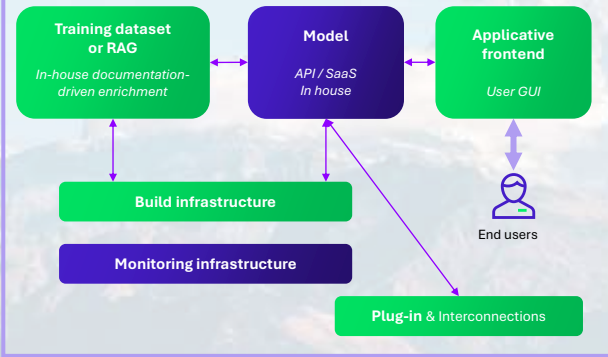 Training dataset
or RAG
In-house documentation-
driven enrichment
Model
API / SaaS
In house
Applicative
frontend
User GUI
Build infrastructure
End users
Monitoring infrastructure
Plug-in & Interconnections